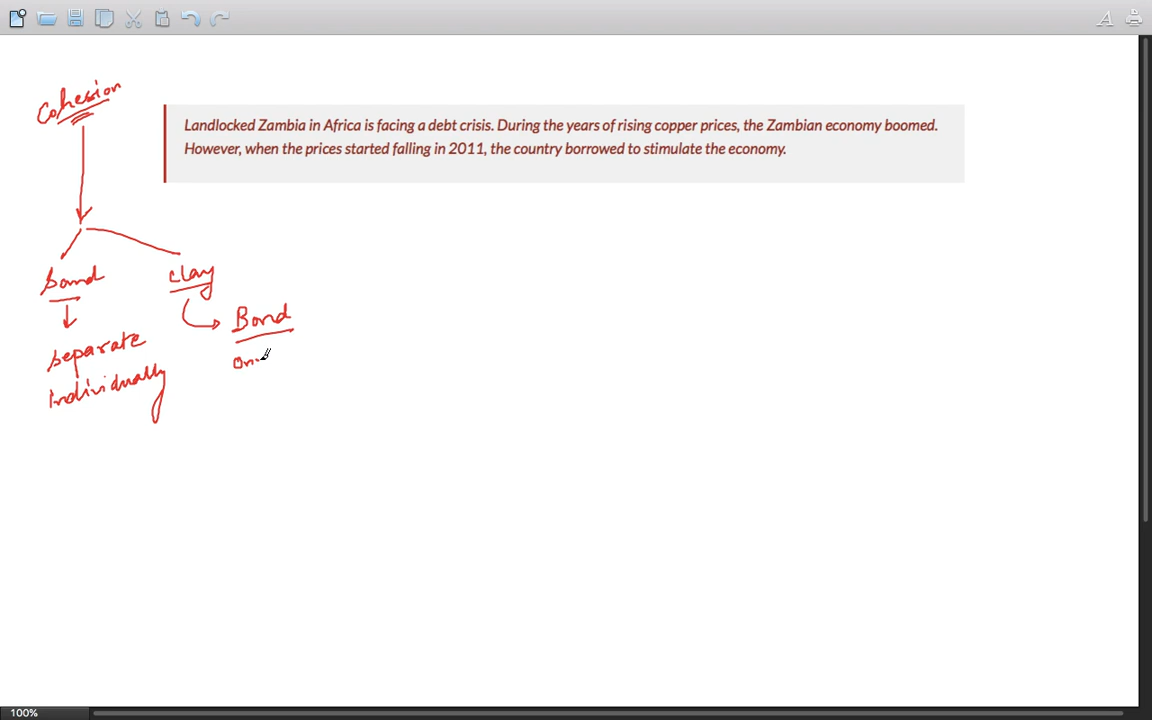 Cohesion
Landlocked Zambia in Africa is facing a debt crisis. During the years of rising copper prices, the Zambian economy boomed.
However, when the prices started falling in 2011, the country borrowed to stimulate the economy.
Sand
clay
Bond
separate
individually
on
100%